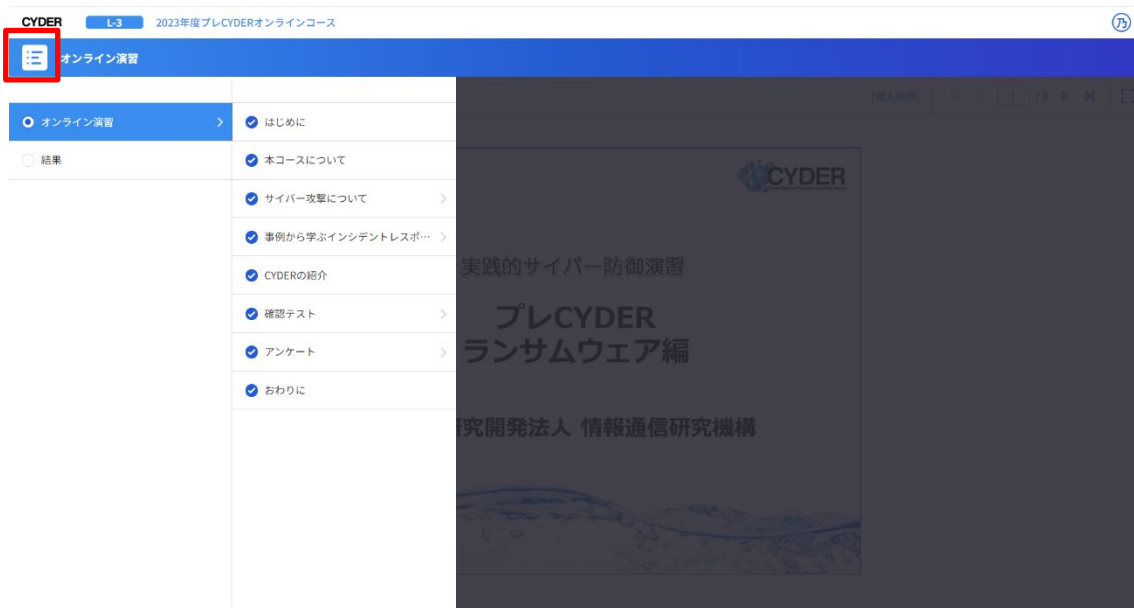 CYDER L-3 2023年度プレCYDERオンラインコース 乃
オンライン演習
オンライン演習
結果
はじめに
本コースについて
サイバー攻撃について
事例から学ぶインシデントレスポ…
CYDERの紹介
確認テスト
アンケート
おわりに
1
CYDER
実践的サイバー防御演習
プレCYDER
ランサムウェア編
究開発法人 情報通信研究機構